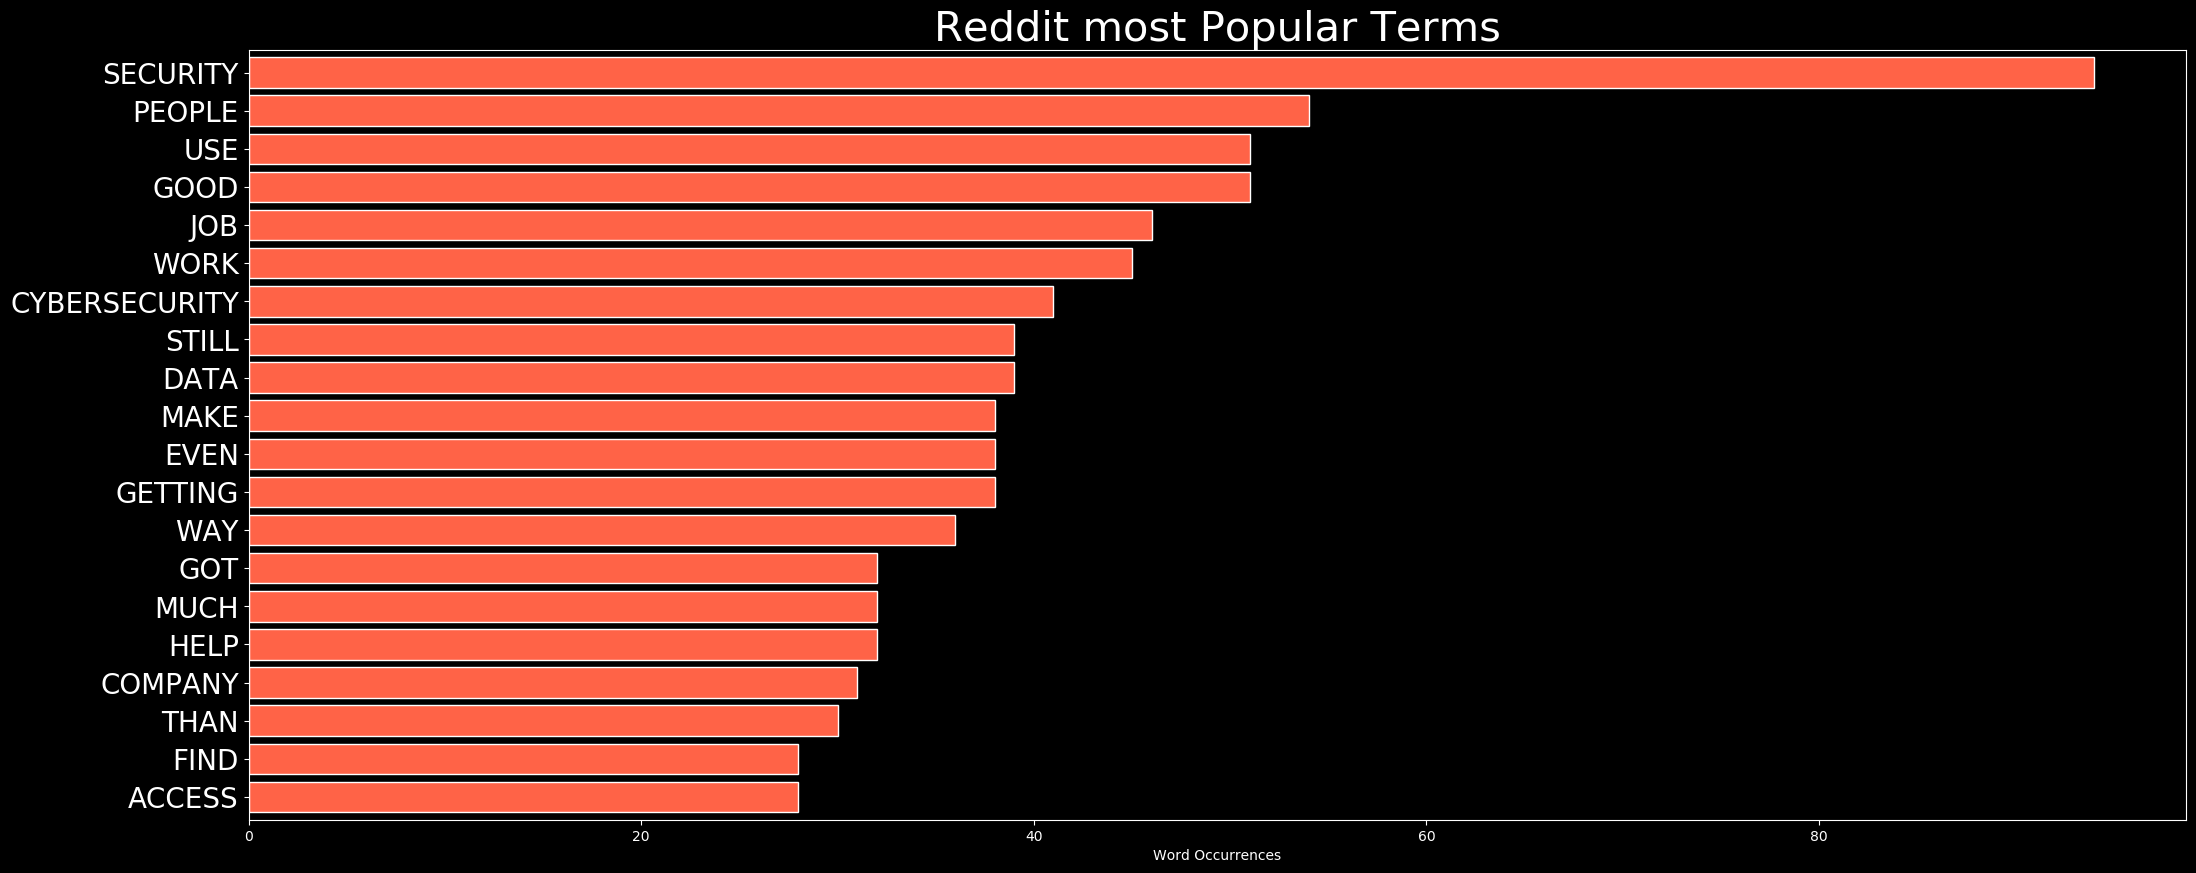 Reddit most Popular Terms
SECURITY
PEOPLE
USE
GOOD
JOB
WORK
CYBERSECURITY
STILL
DATA
MAKE
EVEN
GETTING
WAY
GOT
MUCH
HELP
COMPANY
THAN
FIND
ACCESS
0 20 40 60 80
Word Occurrences